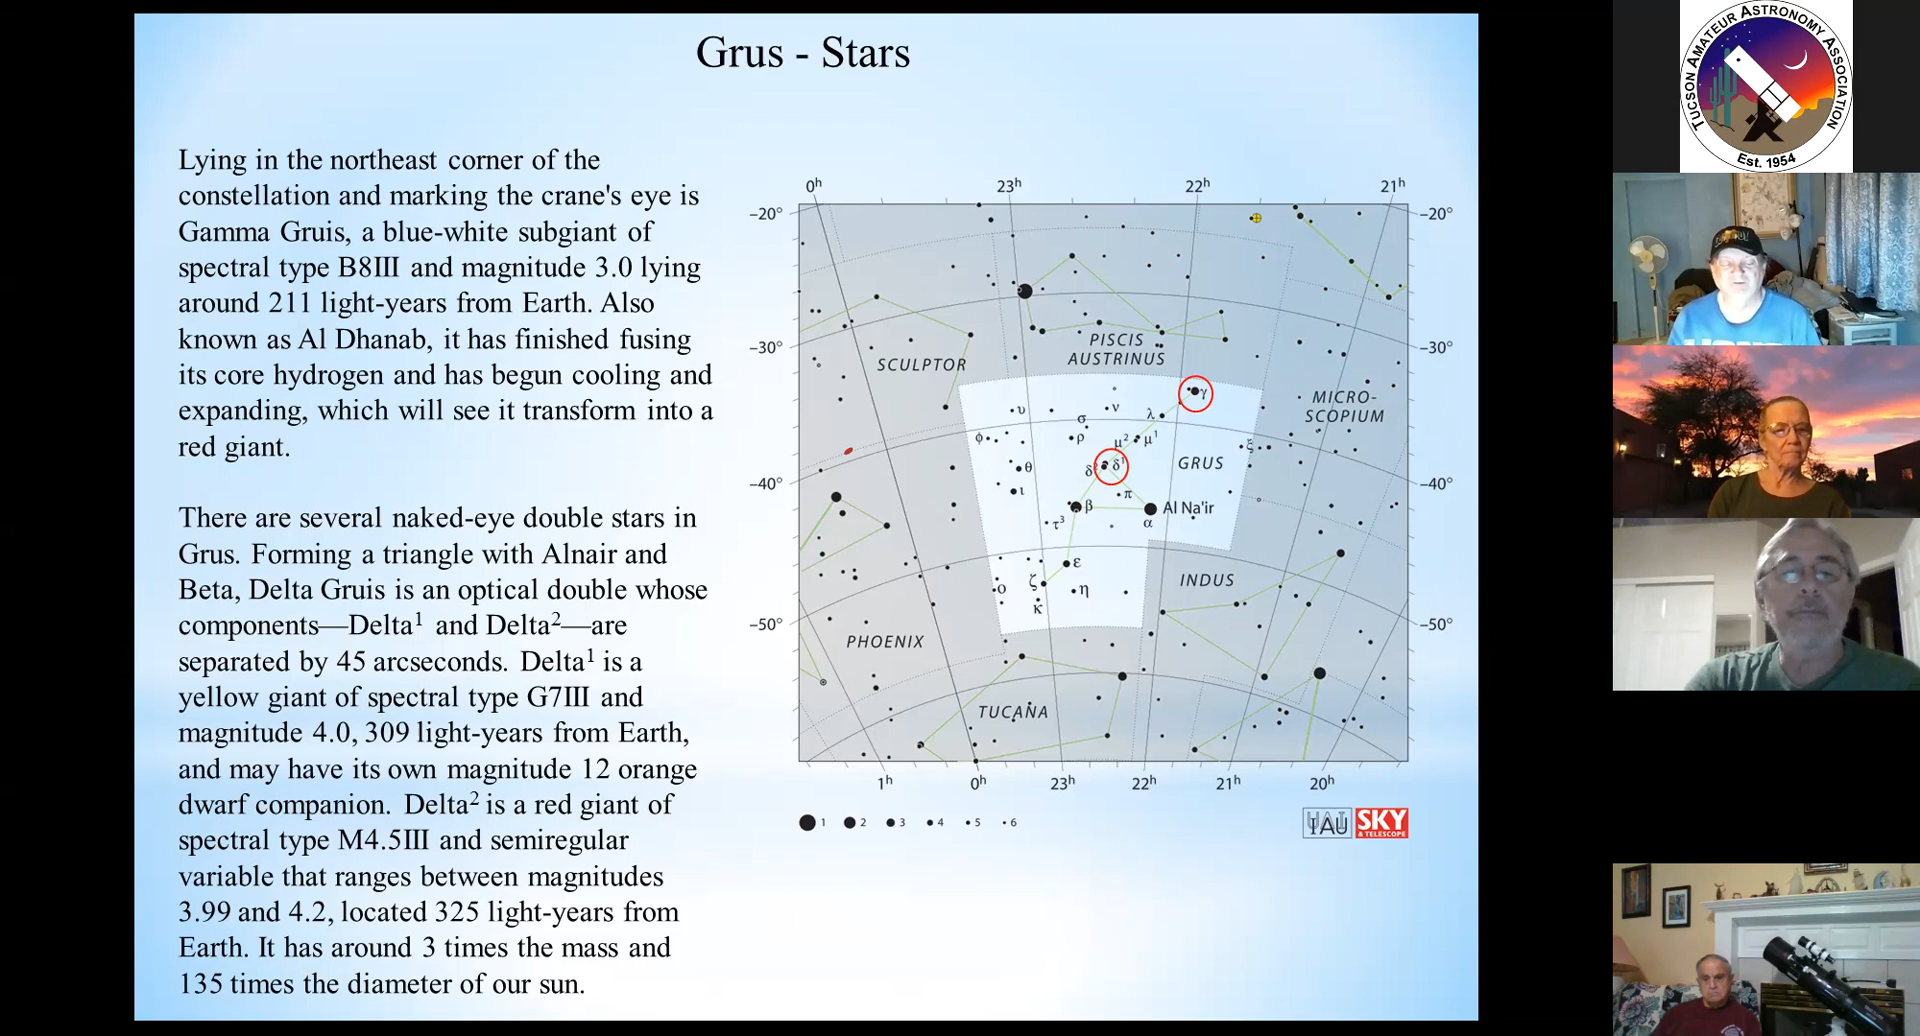 Grus - Stars
Lying in the northeast corner of the
constellation and marking the crane's eye is
Gamma Gruis, a blue-white subgiant of
spectral type B8III and magnitude 3.0 lying
around 211 light-years from Earth. Also
known as Al Dhanab, it has finished fusing
its core hydrogen and has begun cooling and
expanding, which will see it transform into a
red giant.
There are several naked-eye double stars in
Grus. Forming a triangle with Alnair and
Beta, Delta Gruis is an optical double whose
components—Delta¹ and Delta²—are
separated by 45 arcseconds. Delta¹ is a
yellow giant of spectral type G7III and
magnitude 4.0, 309 light-years from Earth,
and may have its own magnitude 12 orange
dwarf companion. Delta² is a red giant of
spectral type M4.5III and semiregular
variable that ranges between magnitudes
3.99 and 4.2, located 325 light-years from
Earth. It has around 3 times the mass and
135 times the diameter of our sun.
0ʰ 23ʰ 22ʰ 21ʰ
–20° –20°
–30° –30°
–40° –40°
–50° –50°
PISCIS
AUSTRINUS
SCULPTOR
MICRO-
SCOPIUM
γ
υ ν λ
σ
φ ρ μ² μ¹ ξ
θ δ² δ¹ GRUS
ι π
β Al Na'ir
τ³ α
ε
INDUS
ο ζ η
κ
PHOENIX
TUCANA
1ʰ 0ʰ 23ʰ 22ʰ 21ʰ 20ʰ
1 2 3 4 5 6
IAU SKY
& TELESCOPE
TUCSON AMATEUR ASTRONOMY ASSOCIATION
Est. 1954